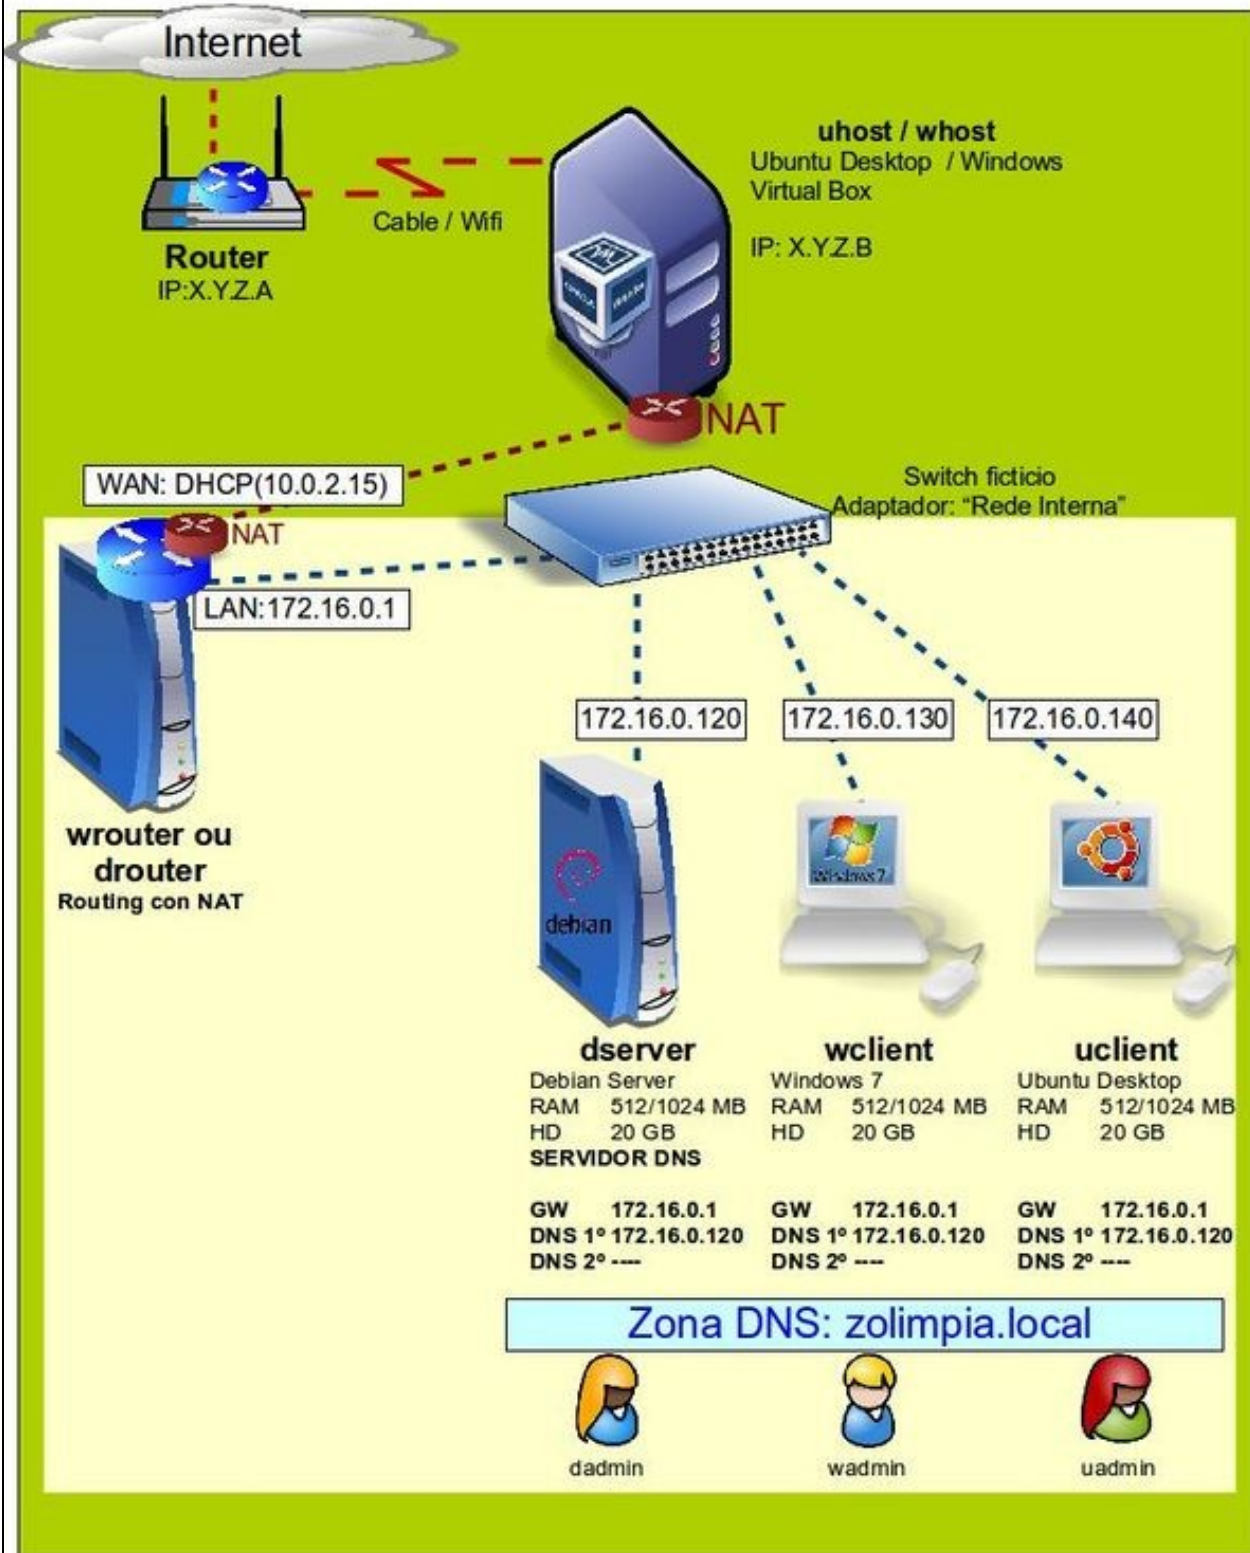 Internet
uhost / whost
Ubuntu Desktop / Windows
Virtual Box
IP: X.Y.Z.B
Cable / Wifi
Router
IP:X.Y.Z.A
NAT
WAN: DHCP(10.0.2.15)
Switch ficticio
Adaptador: “Rede Interna”
NAT
LAN:172.16.0.1
172.16.0.120
172.16.0.130
172.16.0.140
wrouter ou
drouter
Routing con NAT
debian
Windows 7
dserver
Debian Server
RAM 512/1024 MB
HD 20 GB
SERVIDOR DNS
GW 172.16.0.1
DNS 1º 172.16.0.120
DNS 2º ----
wclient
Windows 7
RAM 512/1024 MB
HD 20 GB
GW 172.16.0.1
DNS 1º 172.16.0.120
DNS 2º ----
uclient
Ubuntu Desktop
RAM 512/1024 MB
HD 20 GB
GW 172.16.0.1
DNS 1º 172.16.0.120
DNS 2º ----
Zona DNS: zolimpia.local
dadmin
wadmin
uadmin